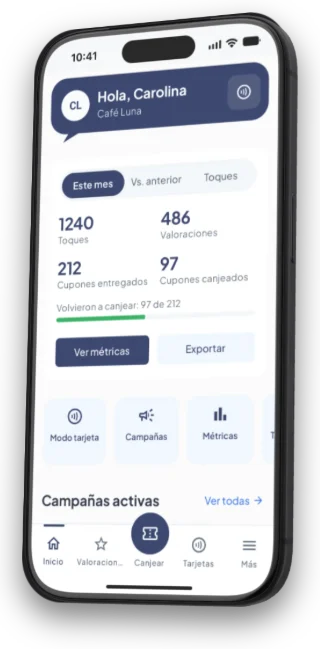 10:41
CL
Hola, Carolina
Café Luna
Este mes
Vs. anterior
Toques
1240
486
Toques
Valoraciones
212
97
Cupones entregados
Cupones canjeados
Volvieron a canjear: 97 de 212
Ver métricas
Exportar
Modo tarjeta
Campañas
Métricas
T
Campañas activas
Ver todas →
Inicio
Valoracion...
Canjear
Tarjetas
Más